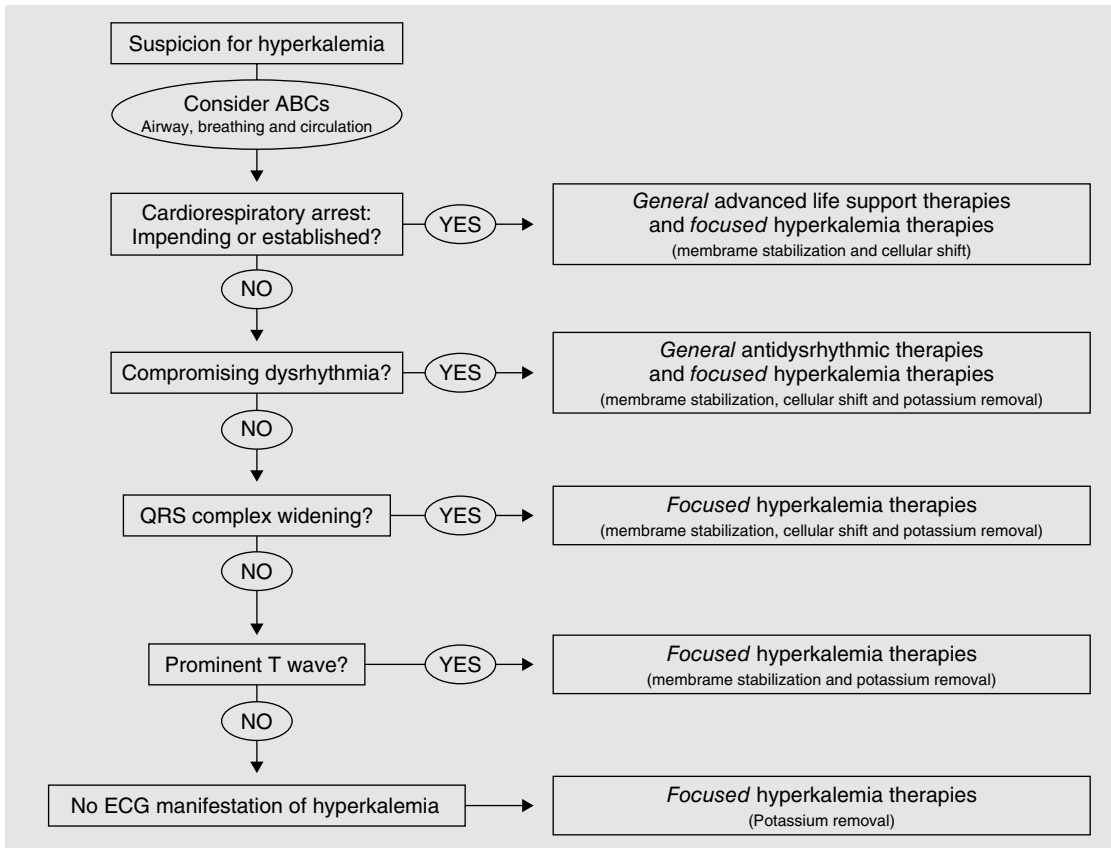 Suspicion for hyperkalemia
Consider ABCs
Airway, breathing and circulation
Cardiorespiratory arrest:
Impending or established?
YES
General advanced life support therapies
and focused hyperkalemia therapies
(membrane stabilization and cellular shift)
NO
Compromising dysrhythmia?
YES
General antidysrhythmic therapies
and focused hyperkalemia therapies
(membrane stabilization, cellular shift and potassium removal)
NO
QRS complex widening?
YES
Focused hyperkalemia therapies
(membrane stabilization, cellular shift and potassium removal)
NO
Prominent T wave?
YES
Focused hyperkalemia therapies
(membrane stabilization and potassium removal)
NO
No ECG manifestation of hyperkalemia
Focused hyperkalemia therapies
(Potassium removal)